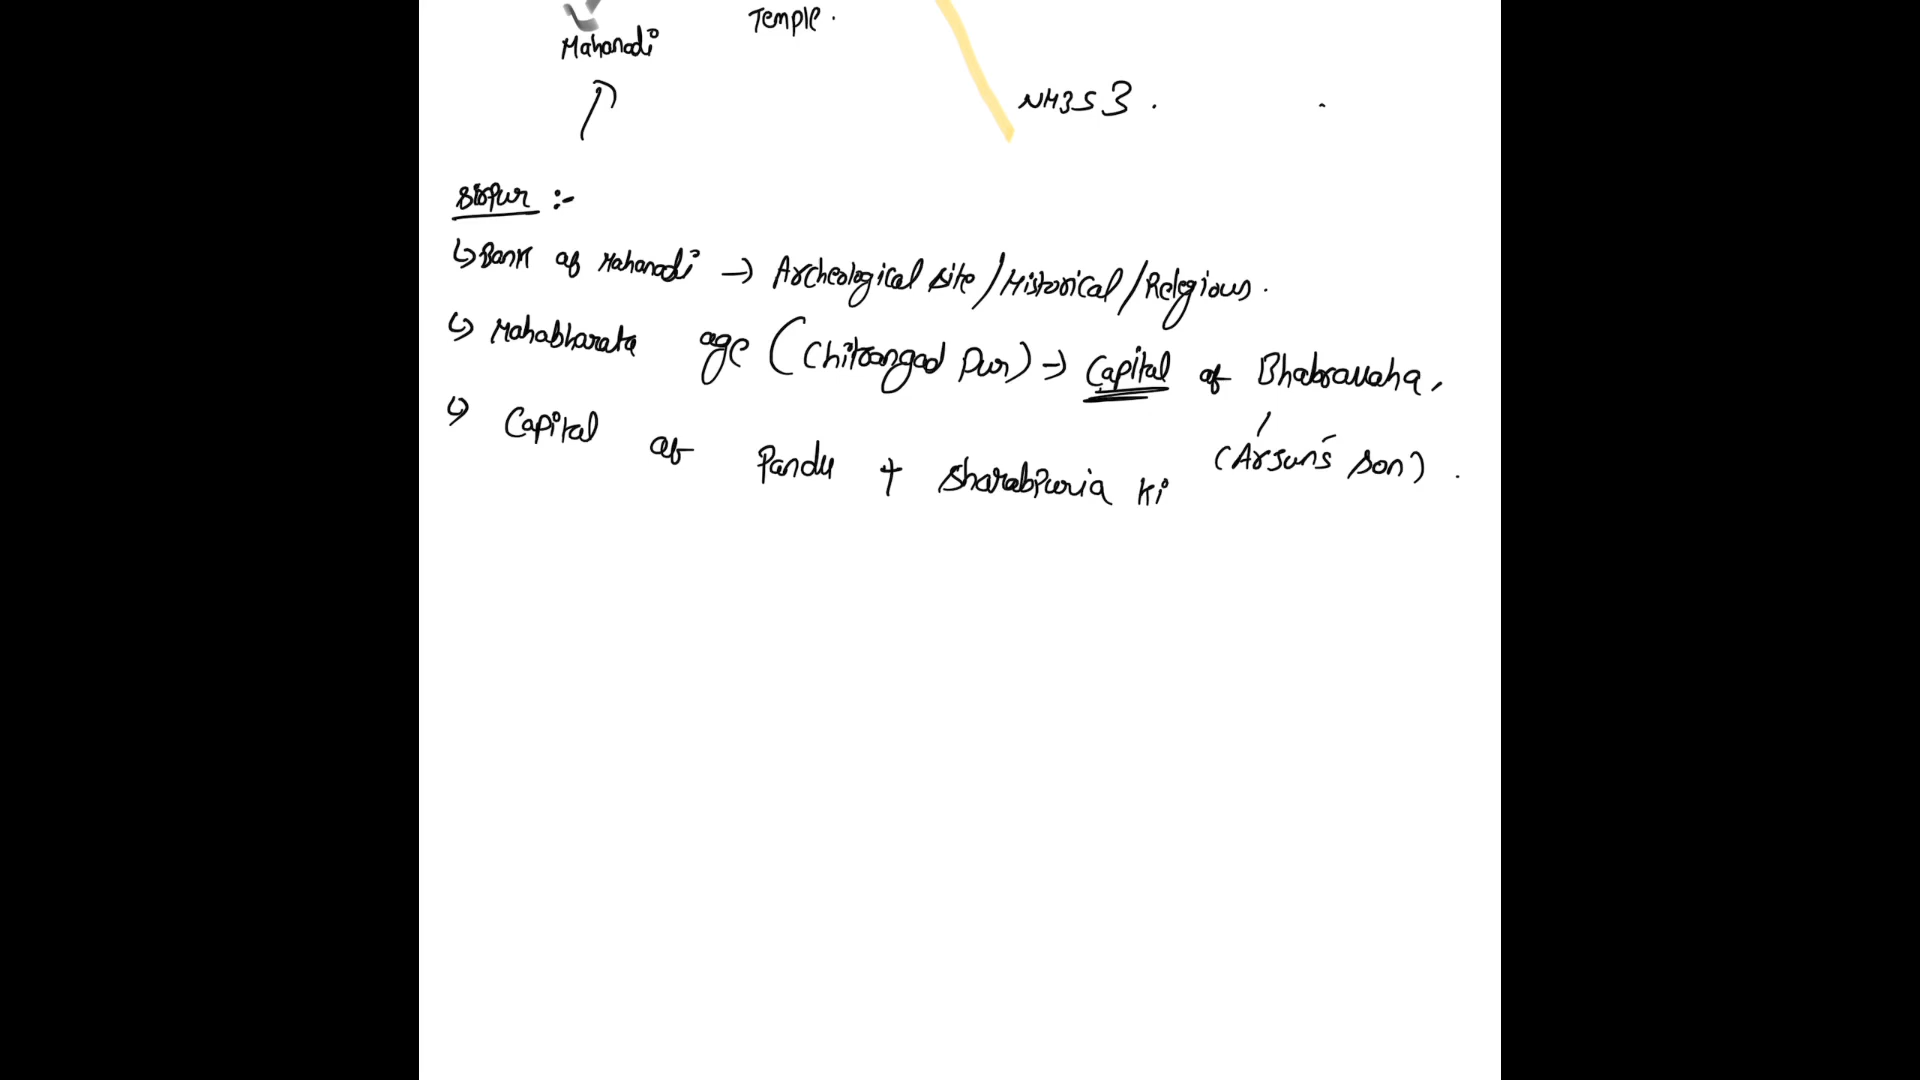 Temple.
Mahanadi
NH353.
Sirpur :-
↳ Bank of Mahanadi → Archeological site / Historical / Relegious.
↳ Mahabharata age (Chitrangad Pur) → Capital of Bhabravaha,
(Arjun's son).
↳ Capital of Pandu + Sharabpuria Ki